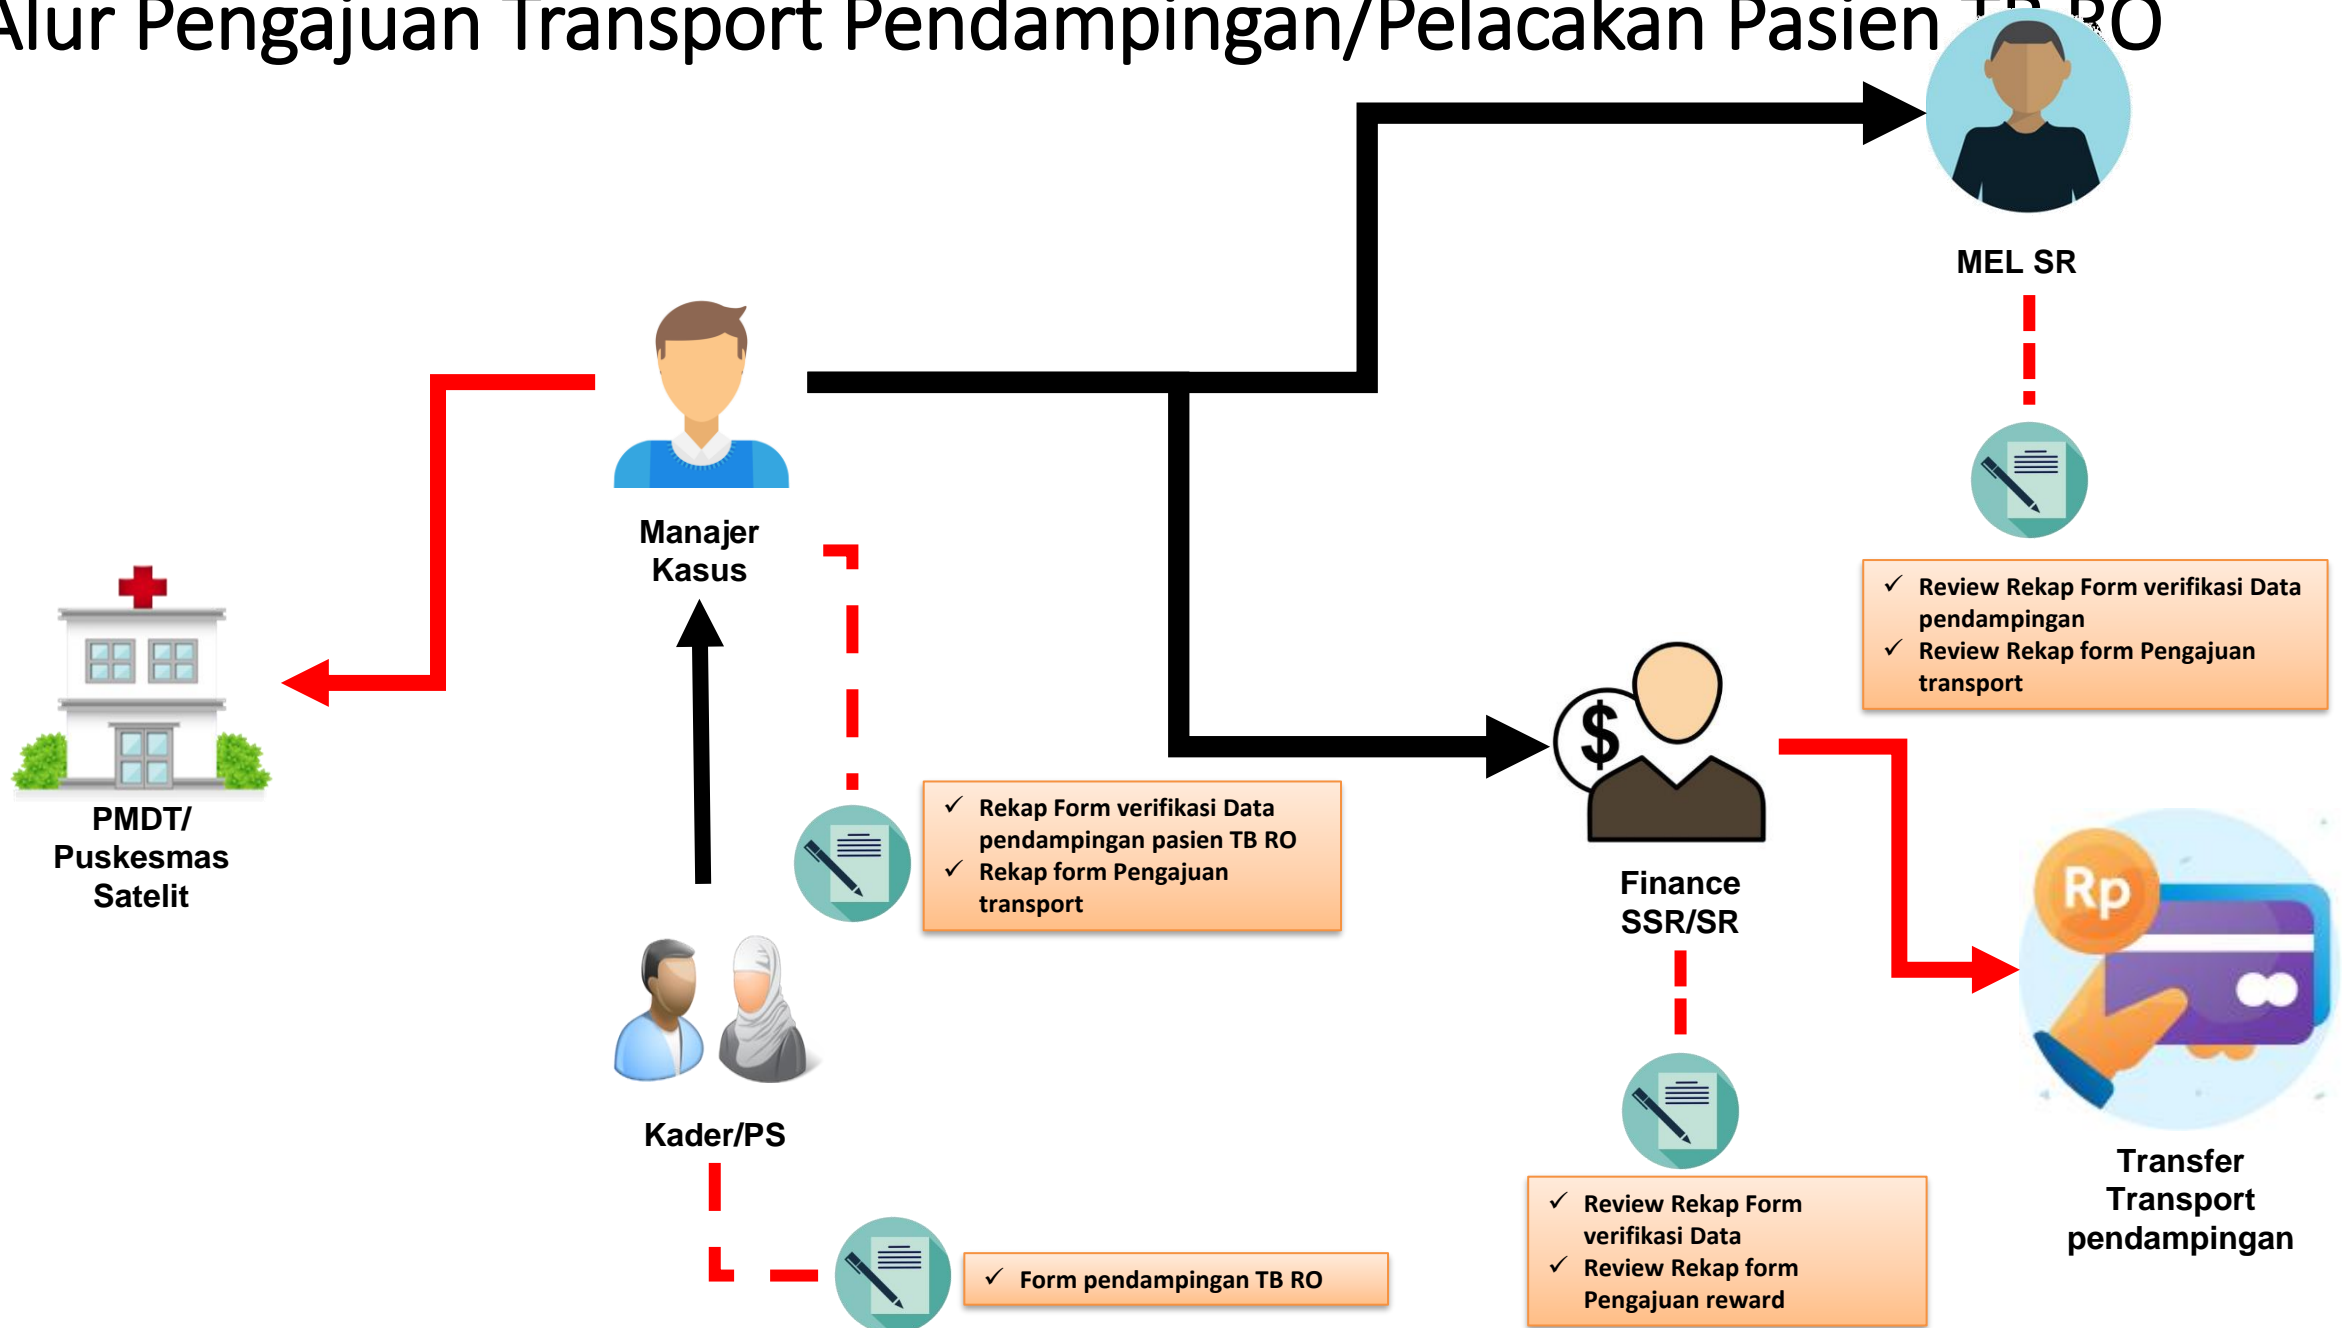 Alur Pengajuan Transport Pendampingan/Pelacakan Pasien TB RO
MEL SR
✓ Review Rekap Form verifikasi Data
pendampingan
✓ Review Rekap form Pengajuan
transport
Manajer
Kasus
PMDT/
Puskesmas
Satelit
✓ Rekap Form verifikasi Data
pendampingan pasien TB RO
✓ Rekap form Pengajuan
transport
$
Finance
SSR/SR
Rp
Kader/PS
✓ Form pendampingan TB RO
✓ Review Rekap Form
verifikasi Data
✓ Review Rekap form
Pengajuan reward
Transfer
Transport
pendampingan